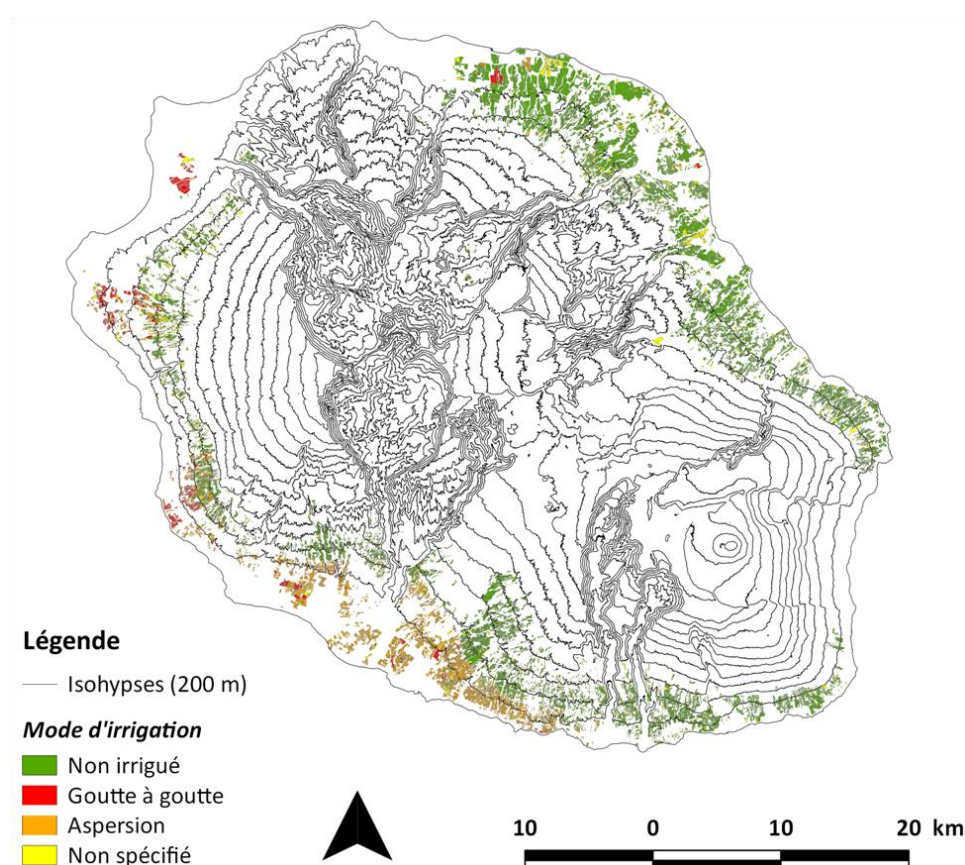 Légende
Isohypses (200 m)
Mode d'irrigation
Non irrigué
Goutte à goutte
Aspersion
Non spécifié
10 0 10 20 km